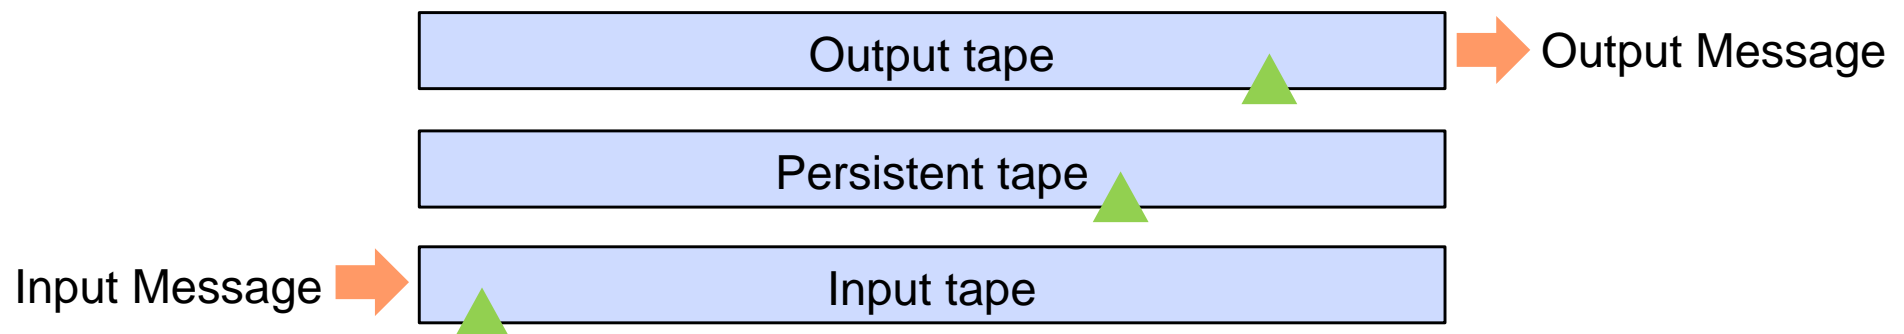 Output tape
Output Message
Persistent tape
Input Message
Input tape